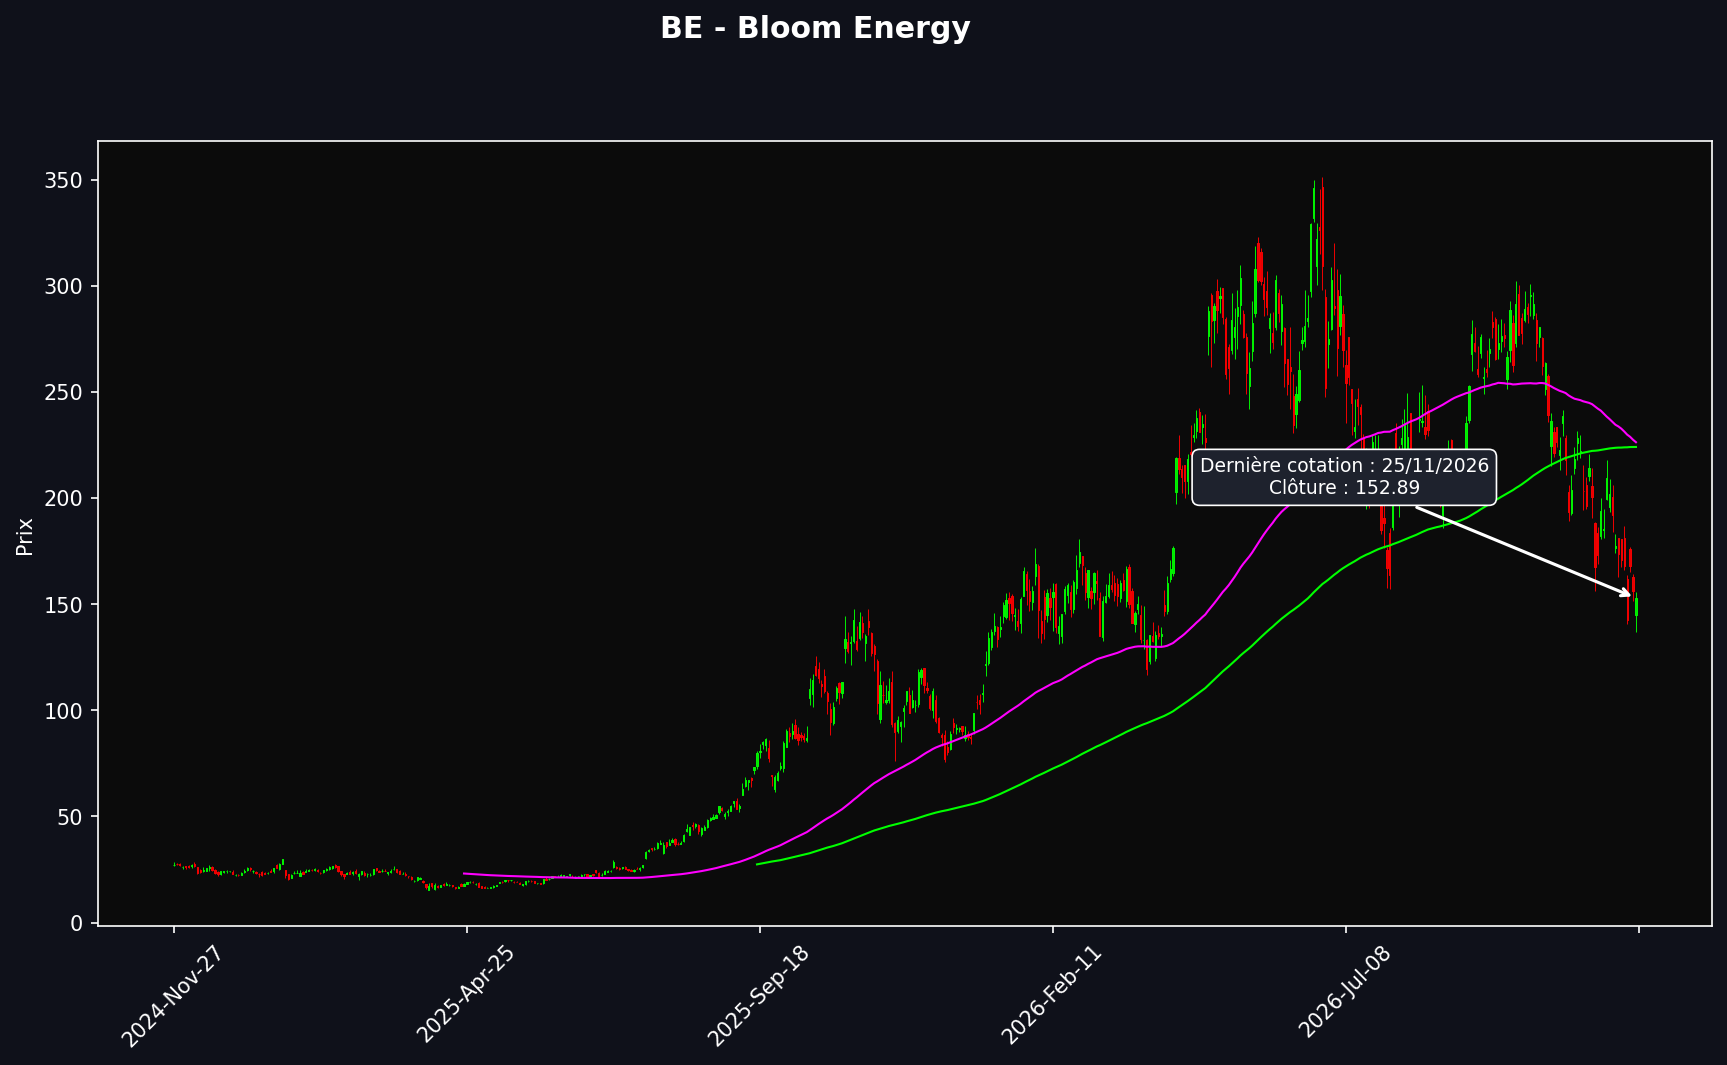 BE - Bloom Energy
Prix
350
300
250
200
150
100
50
0
Dernière cotation : 25/11/2026
Clôture : 152.89
2024-Nov-27
2025-Apr-25
2025-Sep-18
2026-Feb-11
2026-Jul-08